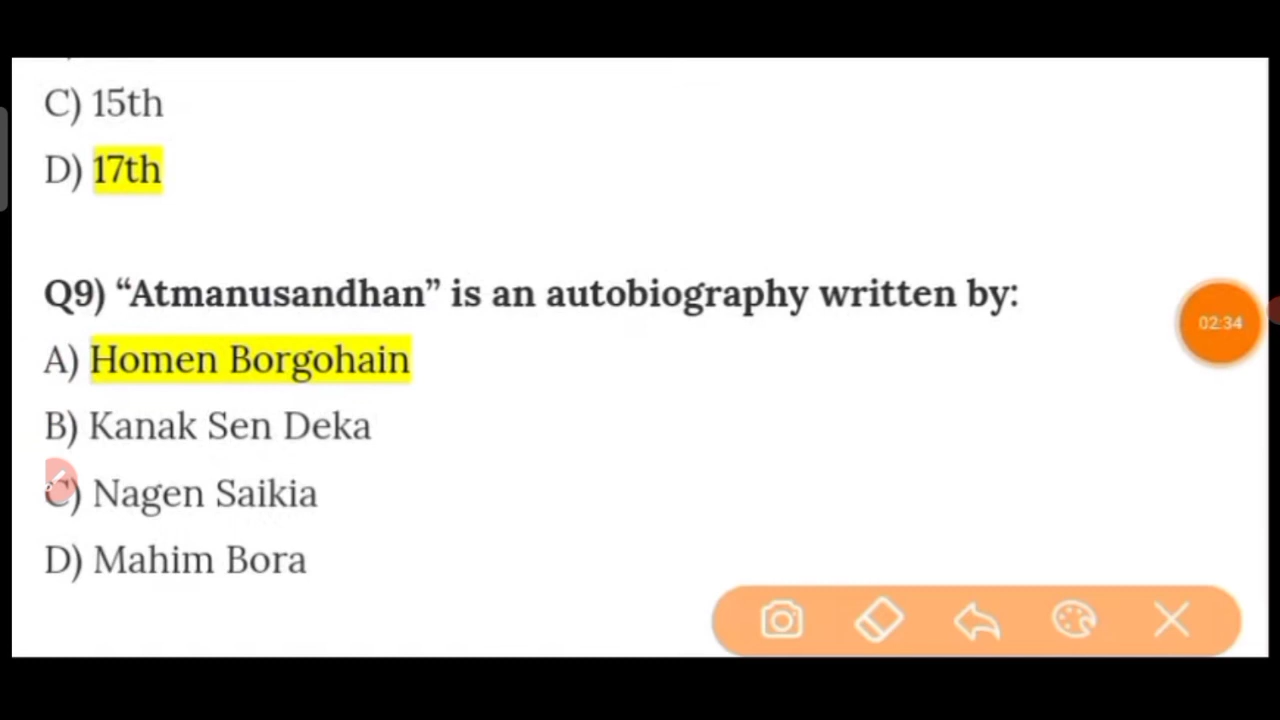 C) 15th
D) 17th
Q9) “Atmanusandhan” is an autobiography written by:
A) Homen Borgohain
02:34
B) Kanak Sen Deka
C) Nagen Saikia
D) Mahim Bora